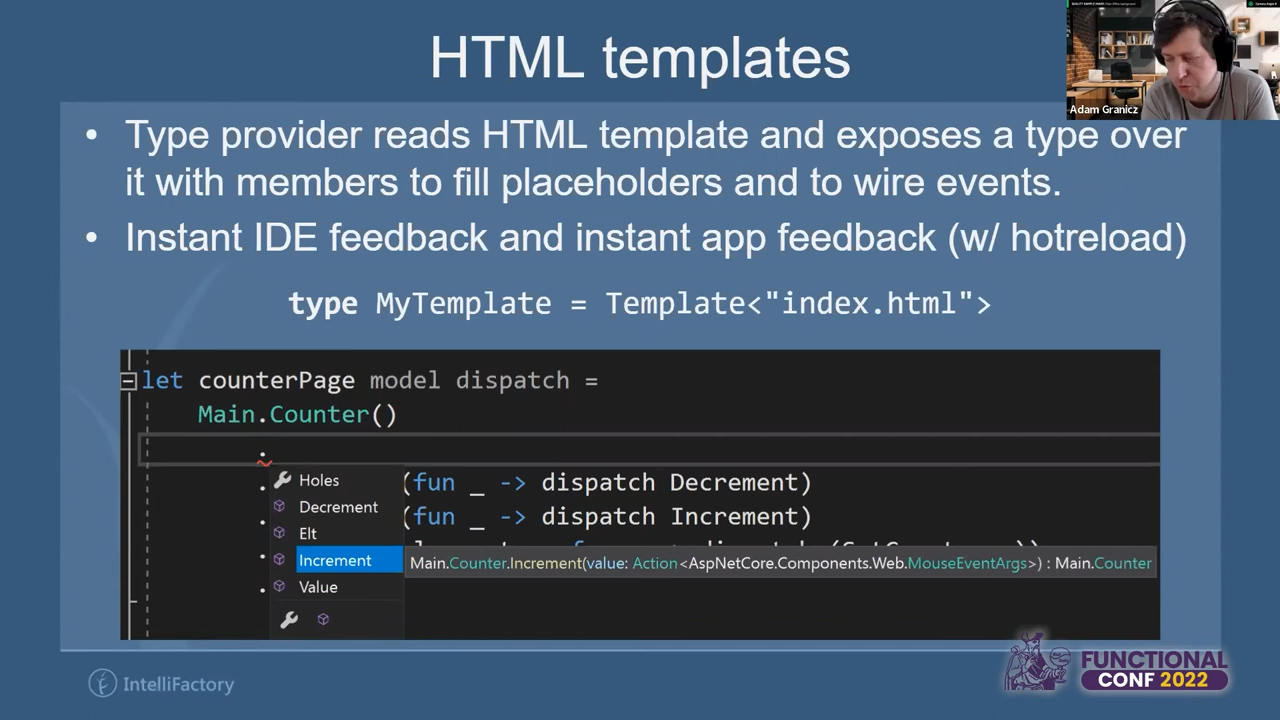 HTML templates
Adam Granicz
• Type provider reads HTML template and exposes a type over
it with members to fill placeholders and to wire events.
• Instant IDE feedback and instant app feedback (w/ hotreload)
type MyTemplate = Template<"index.html">
let counterPage model dispatch =
Main.Counter()
.
Holes
. (fun _ -> dispatch Decrement)
Decrement
. (fun _ -> dispatch Increment)
Elt
.
Increment
Main.Counter.Increment(value: Action<AspNetCore.Components.Web.MouseEventArgs>) : Main.Counter
.
Value
IntelliFactory
FUNCTIONAL
CONF 2022